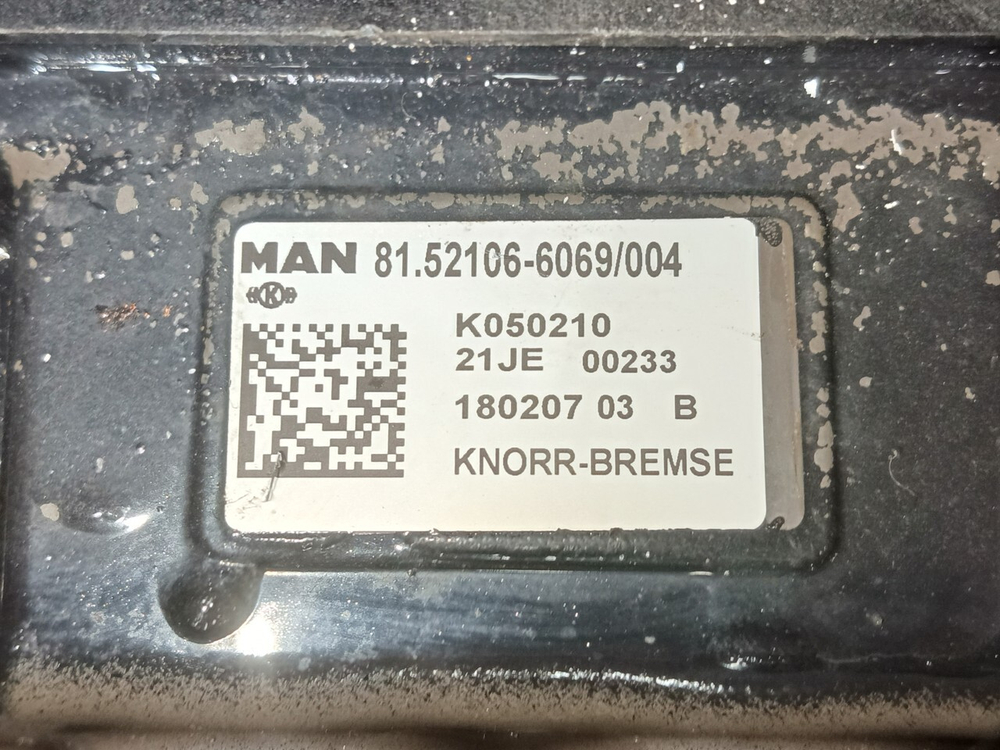 MAN 81.52106-6069/004
K
K050210
21JE 00233
180207 03 B
KNORR-BREMSE